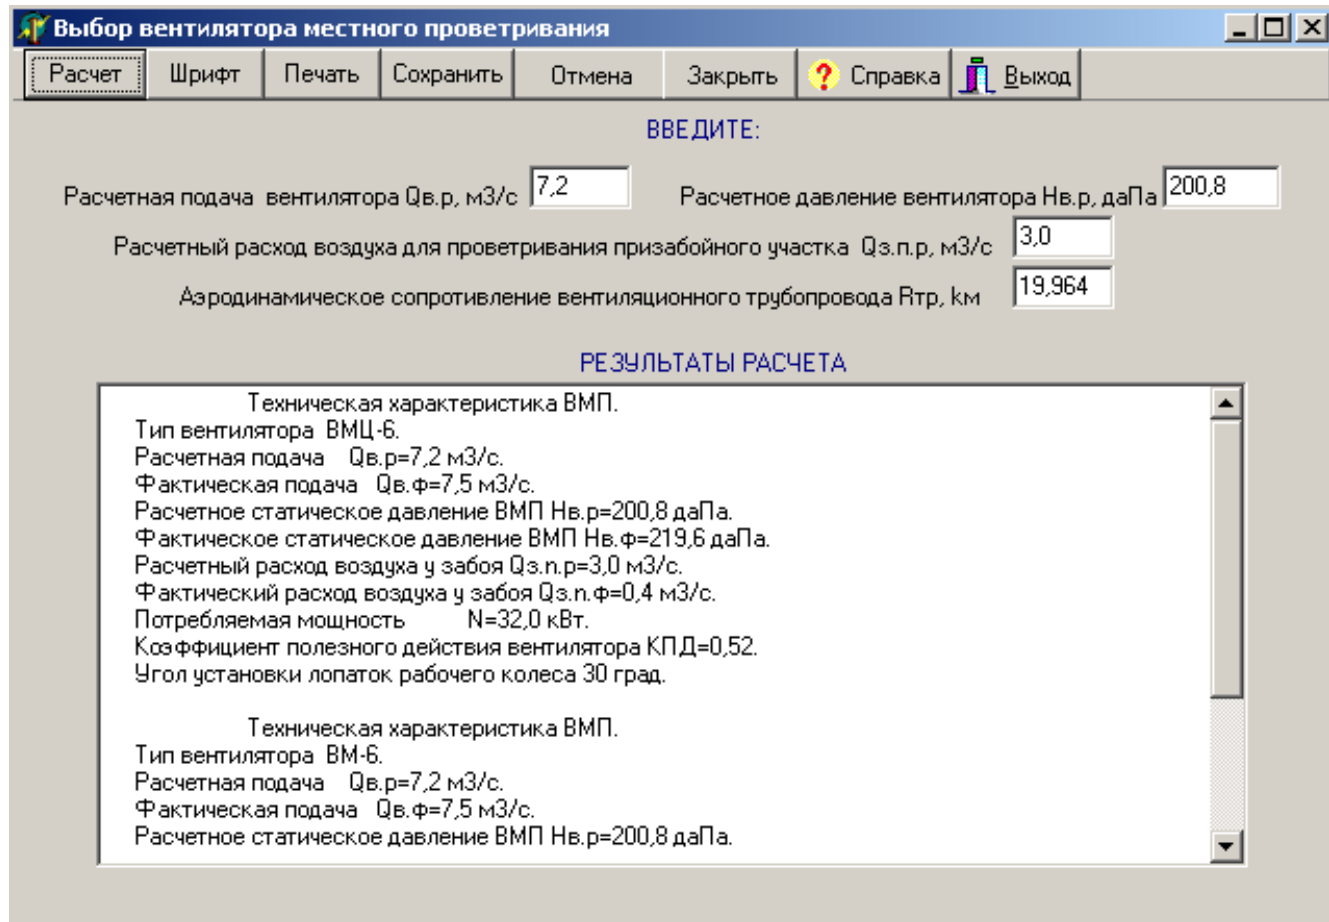 Выбор вентилятора местного проветривания
Расчет Шрифт Печать Сохранить Отмена Закрыть ? Справка Выход
ВВЕДИТЕ:
Расчетная подача вентилятора Qв.р, м3/с 7,2 Расчетное давление вентилятора Нв.р, даПа 200,8
Расчетный расход воздуха для проветривания призабойного участка Qз.п.р, м3/с 3,0
Аэродинамическое сопротивление вентиляционного трубопровода Rтр, kм 19,964
РЕЗУЛЬТАТЫ РАСЧЕТА
Техническая характеристика ВМП.
Тип вентилятора ВМЦ-6.
Расчетная подача Qв.р=7,2 м3/с.
Фактическая подача Qв.ф=7,5 м3/с.
Расчетное статическое давление ВМП Нв.р=200,8 даПа.
Фактическое статическое давление ВМП Нв.ф=219,6 даПа.
Расчетный расход воздуха у забоя Qз.п.р=3,0 м3/с.
Фактический расход воздуха у забоя Qз.п.ф=0,4 м3/с.
Потребляемая мощность N=32,0 кВт.
Коэффициент полезного действия вентилятора КПД=0,52.
Угол установки лопаток рабочего колеса 30 град.
Техническая характеристика ВМП.
Тип вентилятора ВМ-6.
Расчетная подача Qв.р=7,2 м3/с.
Фактическая подача Qв.ф=7,5 м3/с.
Расчетное статическое давление ВМП Нв.р=200,8 даПа.